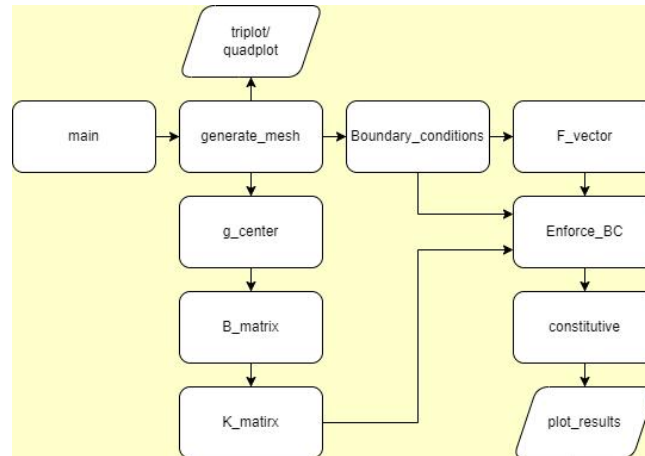 triplot/
quadplot
main
generate_mesh
Boundary_conditions
F_vector
g_center
Enforce_BC
B_matrix
constitutive
K_matirx
plot_results